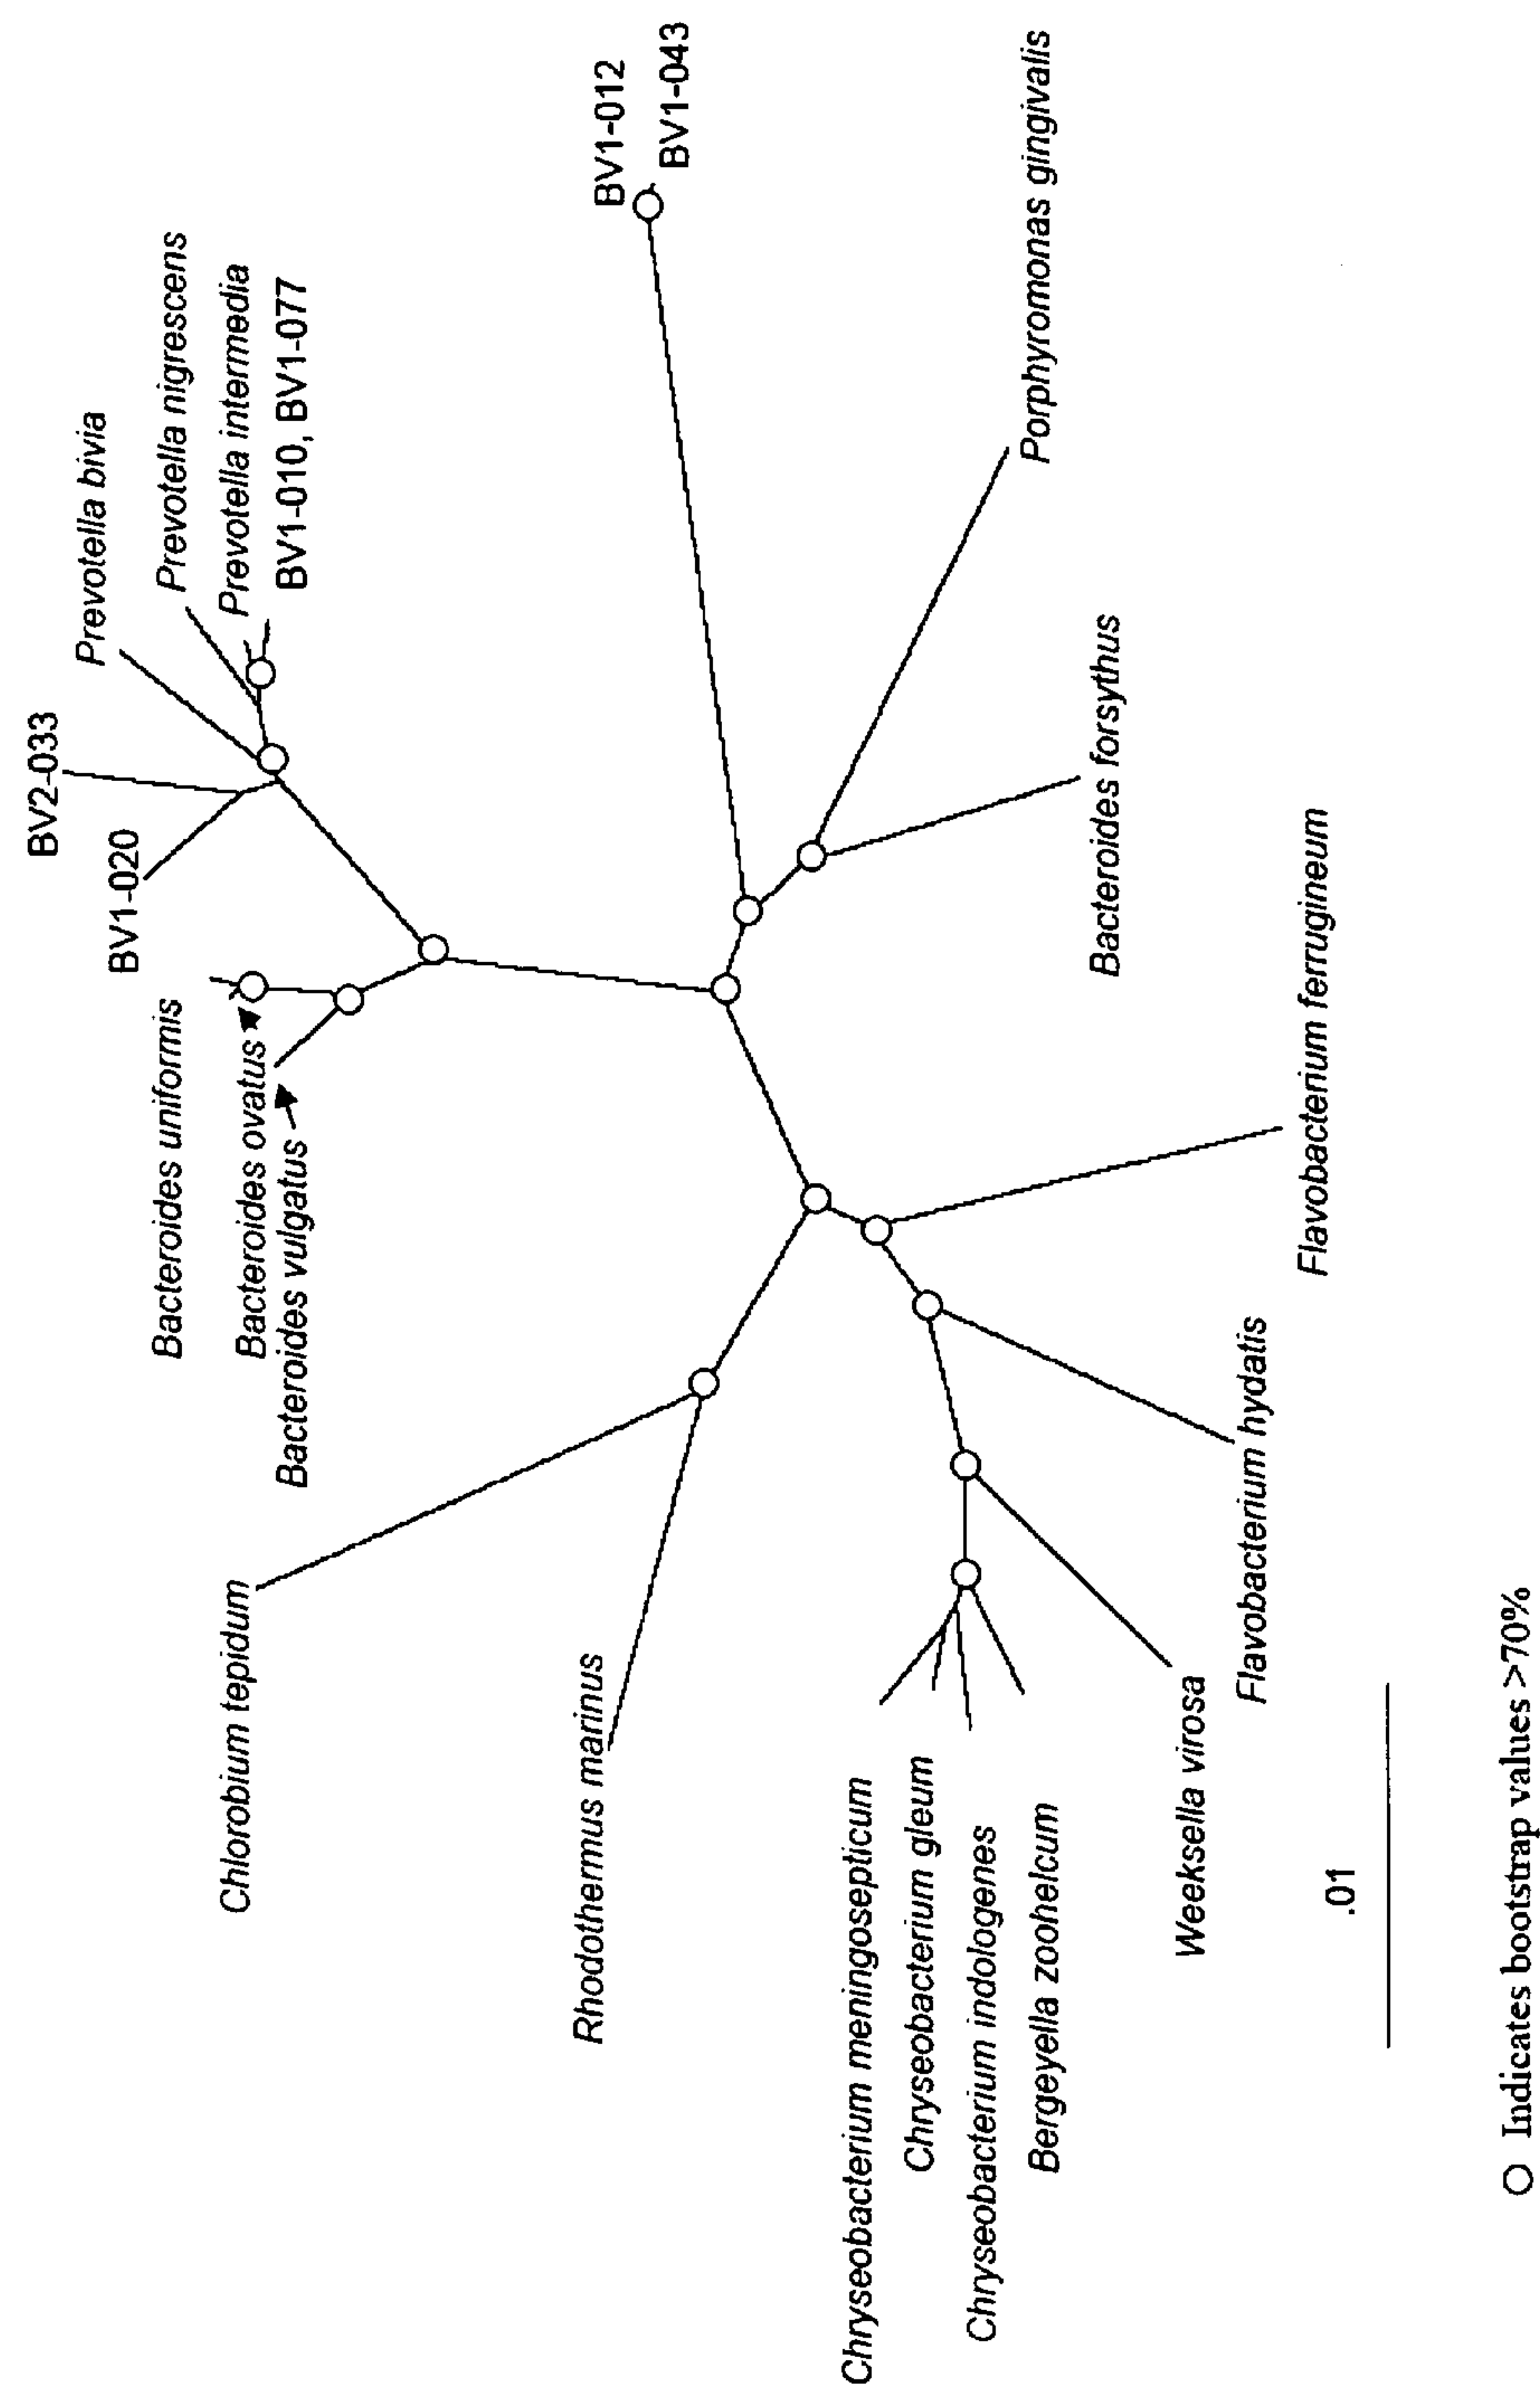 BV2-033
BV1-020
Prevotella bivia
Prevotella nigrescens
Prevotella intermedia
BV1-010, BV1-077
BV1-012
BV1-043
Porphyromonas gingivalis
Bacteroides forsythus
Bacteroides uniformis
Bacteroides ovatus
Bacteroides vulgatus
Flavobacterium ferrugineum
Flavobacterium hydatis
Chlorobium tepidum
Rhodothermus marinus
Chryseobacterium meningosepticum
Chryseobacterium gleum
Chryseobacterium indologenes
Bergeyella zoohelcum
Weeksella virosa
.01
Indicates bootstrap values >70%